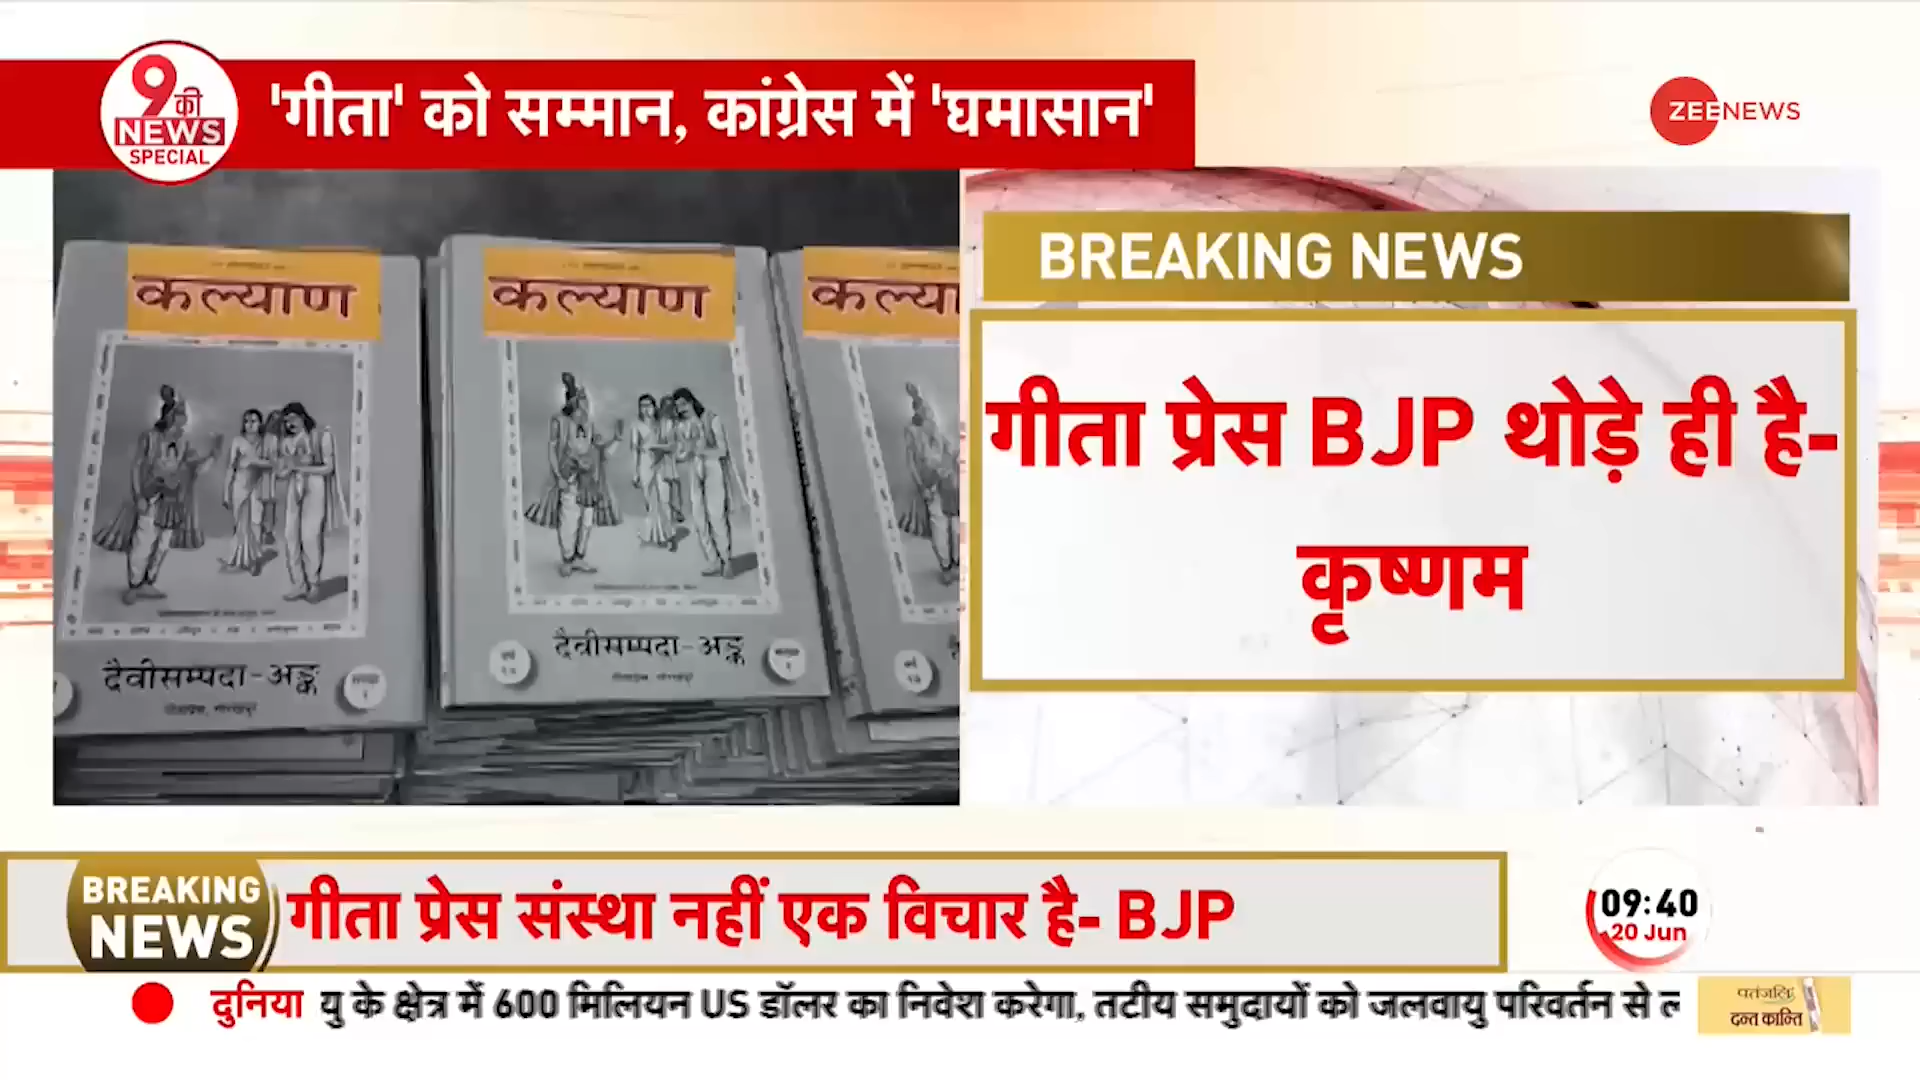 9 की
NEWS
SPECIAL
'गीता' को सम्मान, कांग्रेस में 'घमासान'
ZEENEWS
कल्याण
कल्याण
कल्या
दैवीसम्पदा-अङ्क
दैवीसम्पदा-अङ्क
BREAKING NEWS
गीता प्रेस BJP थोड़े ही है-
कृष्णम
BREAKING
NEWS
गीता प्रेस संस्था नहीं एक विचार है- BJP
09:40
20 Jun
दुनिया यु के क्षेत्र में 600 मिलियन US डॉलर का निवेश करेगा, तटीय समुदायों को जलवायु परिवर्तन से
पतंजलि
दन्त कान्ति